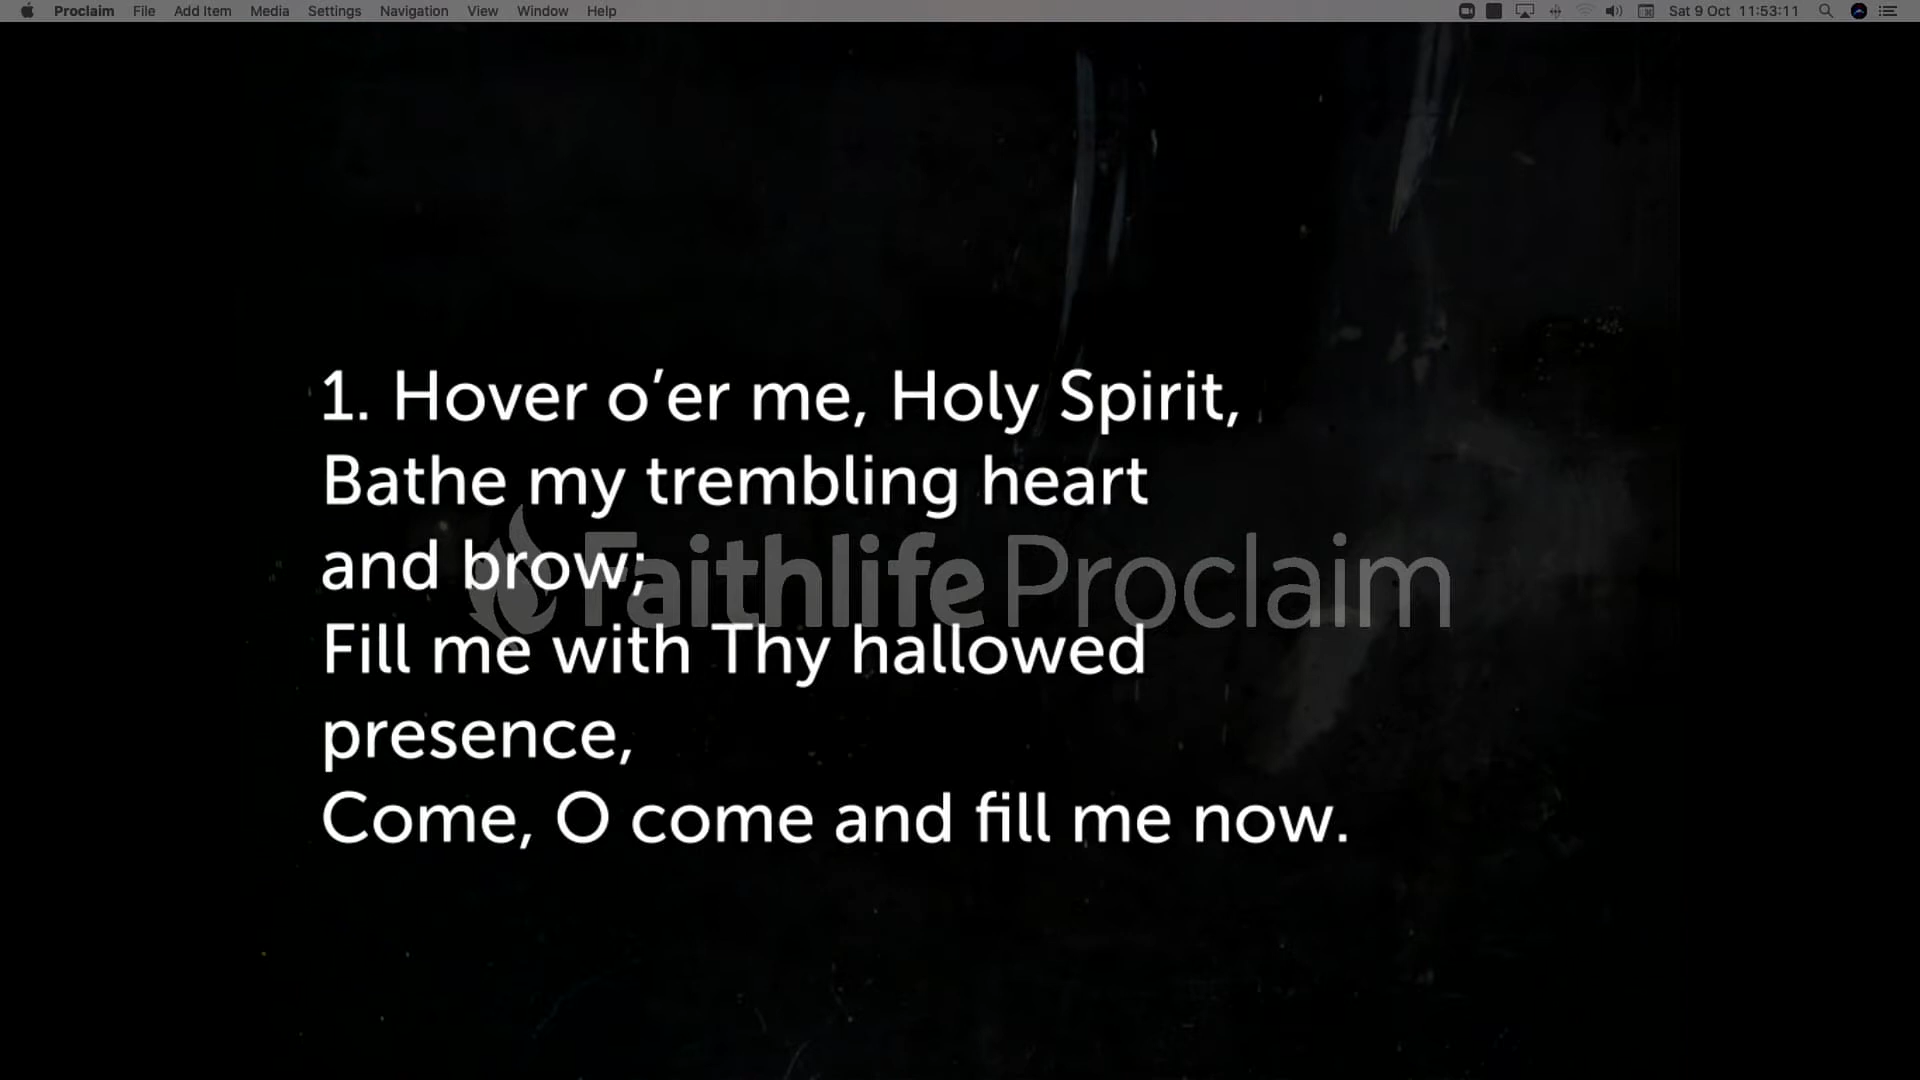 Proclaim File Add Item Media Settings Navigation View Window Help Sat 9 Oct 11:53:11
1. Hover o’er me, Holy Spirit,
Bathe my trembling heart
and brow;
Faithlife Proclaim
Fill me with Thy hallowed
presence,
Come, O come and fill me now.